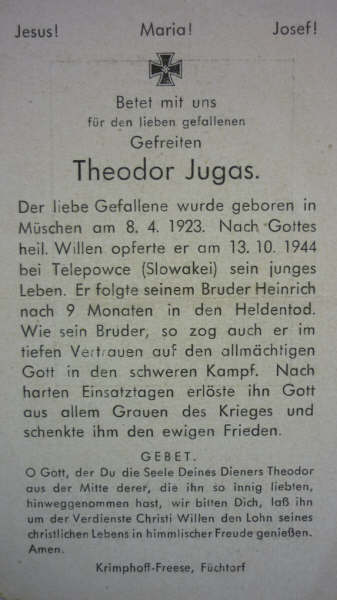 Jesus! Maria! Josef!
Betet mit uns
für den lieben gefallenen
Gefreiten
Theodor Jugas.
Der liebe Gefallene wurde geboren in
Müschen am 8. 4. 1923. Nach Gottes
heil. Willen opferte er am 13. 10. 1944
bei Telepowce (Slowakei) sein junges
Leben. Er folgte seinem Bruder Heinrich
nach 9 Monaten in den Heldentod.
Wie sein Bruder, so zog auch er im
tiefen Vertrauen auf den allmächtigen
Gott in den schweren Kampf. Nach
harten Einsatztagen erlöste ihn Gott
aus allem Grauen des Krieges und
schenkte ihm den ewigen Frieden.
GEBET.
O Gott, der Du die Seele Deines Dieners Theodor
aus der Mitte derer, die ihn so innig liebten,
hinweggenommen hast, wir bitten Dich, laß ihn
um der Verdienste Christi Willen den Lohn seines
christlichen Lebens in himmlischer Freude genießen.
Amen.
Krimphoff-Freese, Füchtorf